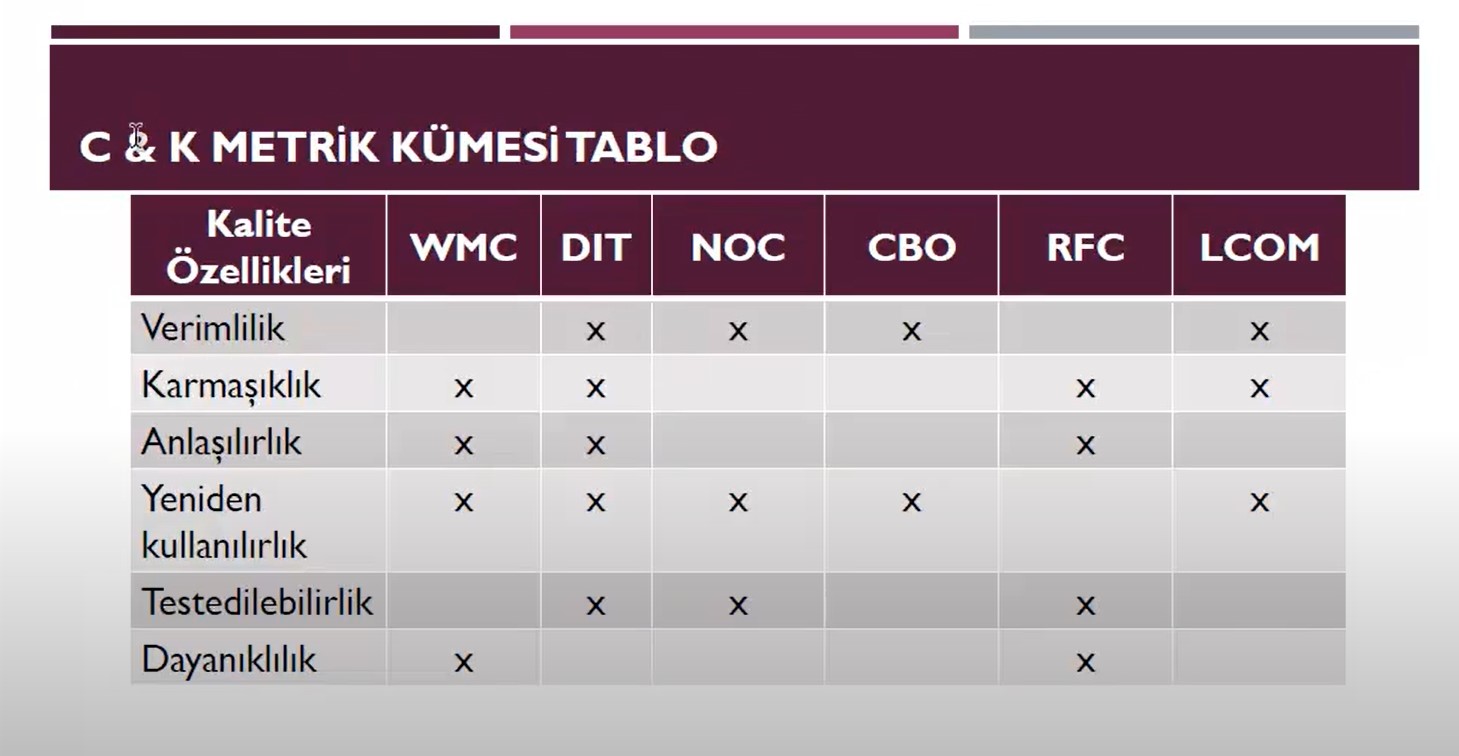 C & K METRİK KÜMESİ TABLO
Kalite Özellikleri WMC DIT NOC CBO RFC LCOM
Verimlilik x x x x
Karmaşıklık x x x x
Anlaşılırlık x x x
Yeniden kullanılırlık x x x x x
Testedilebilirlik x x x
Dayanıklılık x x